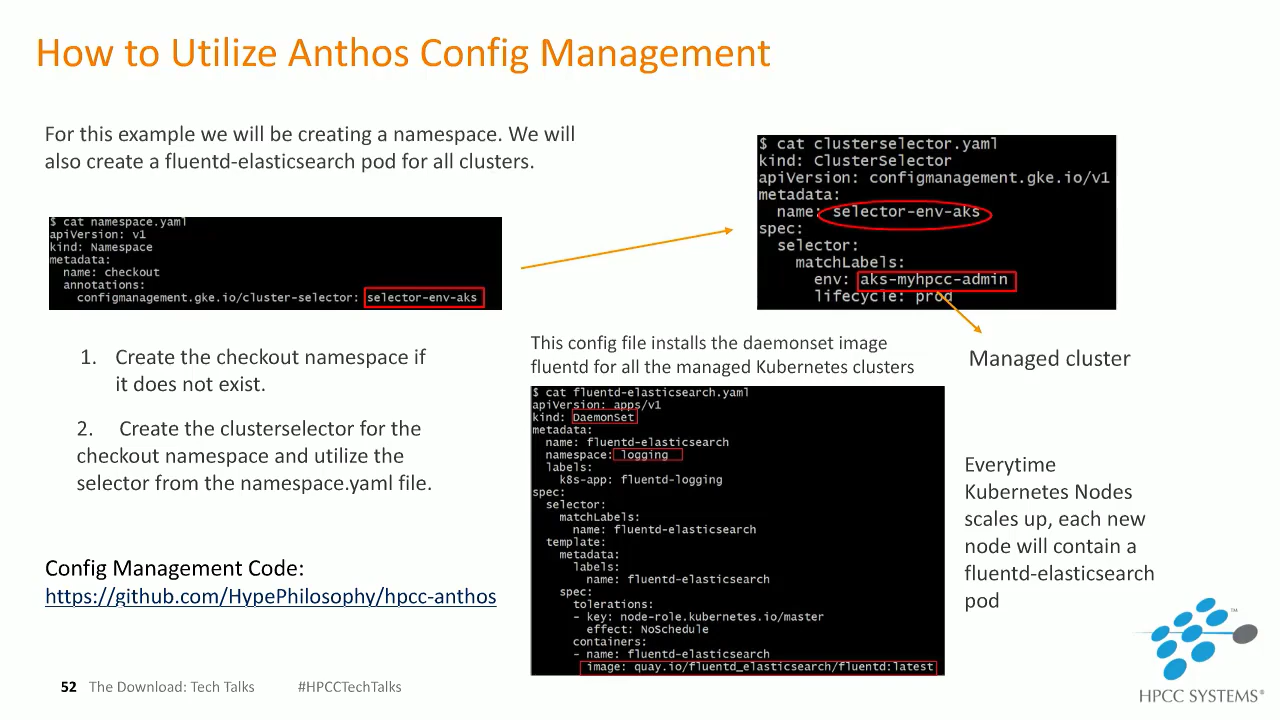 How to Utilize Anthos Config Management
For this example we will be creating a namespace. We will
also create a fluentd-elasticsearch pod for all clusters.
$ cat namespace.yaml
apiVersion: v1
kind: Namespace
metadata:
  name: checkout
  annotations:
    configmanagement.gke.io/cluster-selector: selector-env-aks
$ cat clusterselector.yaml
kind: ClusterSelector
apiVersion: configmanagement.gke.io/v1
metadata:
  name: selector-env-aks
spec:
  selector:
    matchLabels:
      env: aks-myhpcc-admin
      lifecycle: prod
Managed cluster
1. Create the checkout namespace if
it does not exist.
2. Create the clusterselector for the
checkout namespace and utilize the
selector from the namespace.yaml file.
Config Management Code:
https://github.com/HypePhilosophy/hpcc-anthos
This config file installs the daemonset image
fluentd for all the managed Kubernetes clusters
$ cat fluentd-elasticsearch.yaml
apiVersion: apps/v1
kind: DaemonSet
metadata:
  name: fluentd-elasticsearch
  namespace: logging
  labels:
    k8s-app: fluentd-logging
spec:
  selector:
    matchLabels:
      name: fluentd-elasticsearch
  template:
    metadata:
      labels:
        name: fluentd-elasticsearch
    spec:
      tolerations:
      - key: node-role.kubernetes.io/master
        effect: NoSchedule
      containers:
      - name: fluentd-elasticsearch
        image: quay.io/fluentd_elasticsearch/fluentd:latest
Everytime
Kubernetes Nodes
scales up, each new
node will contain a
fluentd-elasticsearch
pod
52 The Download: Tech Talks #HPCCTechTalks
™
HPCC SYSTEMS®